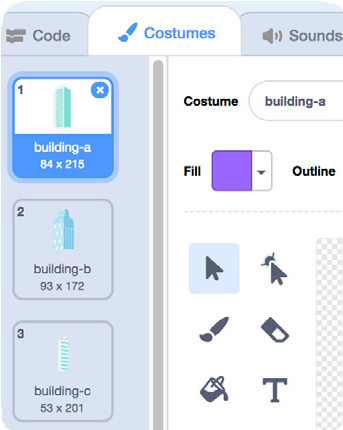 Code
Costumes
Sounds
1
building-a
84 x 215
2
building-b
93 x 172
3
building-c
53 x 201
Costume
building-a
Fill
Outline
T